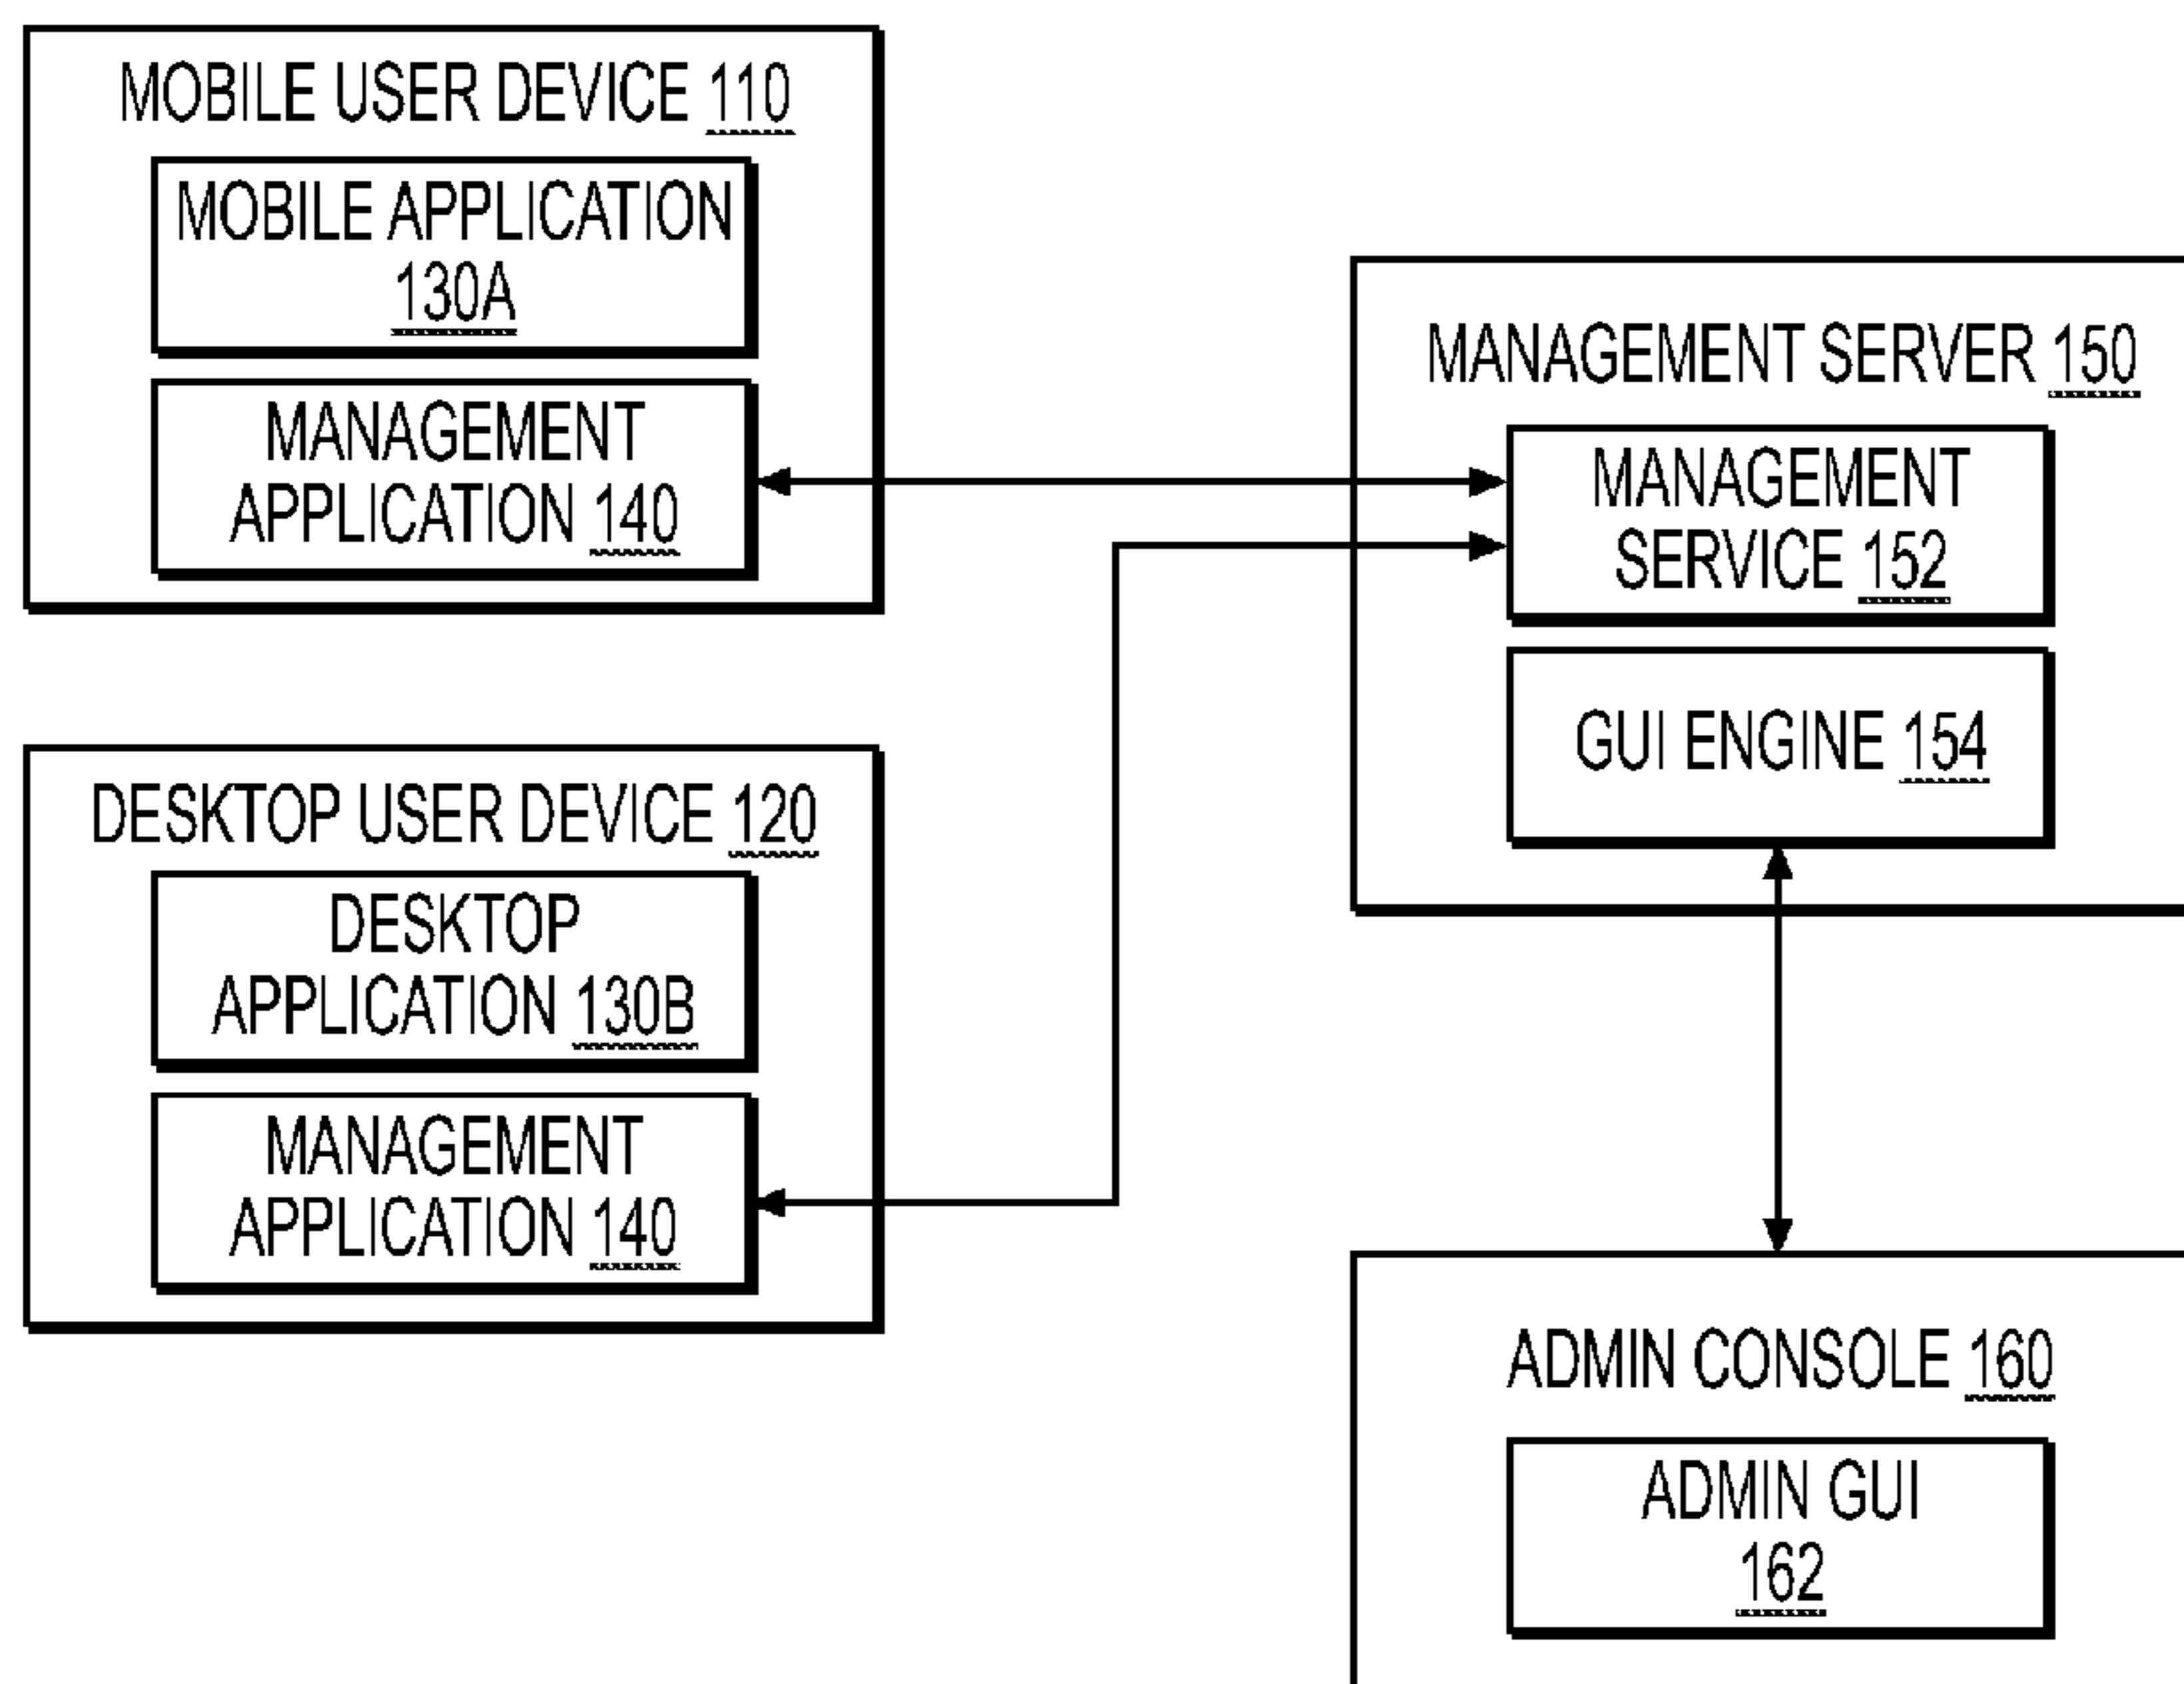 MOBILE USER DEVICE 110
MOBILE APPLICATION
130A
MANAGEMENT
APPLICATION 140
DESKTOP USER DEVICE 120
DESKTOP
APPLICATION 130B
MANAGEMENT
APPLICATION 140
MANAGEMENT SERVER 150
MANAGEMENT
SERVICE 152
GUI ENGINE 154
ADMIN CONSOLE 160
ADMIN GUI
162